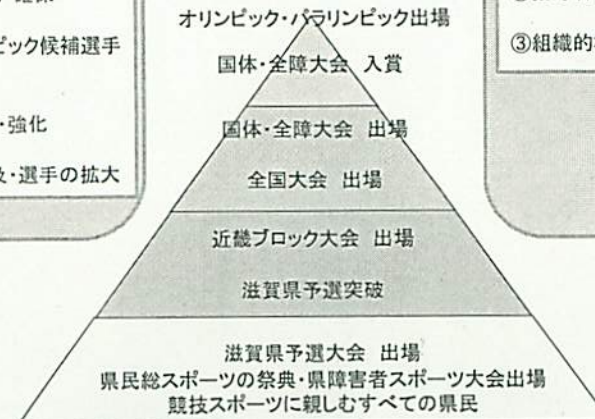 ピック候補選手
・強化
・選手の拡大
③組織的
オリンピック・パラリンピック出場
国体・全障大会 入賞
国体・全障大会 出場
全国大会 出場
近畿ブロック大会 出場
滋賀県予選突破
滋賀県予選大会 出場
県民総スポーツの祭典・県障害者スポーツ大会出場
競技スポーツに親しむすべての県民